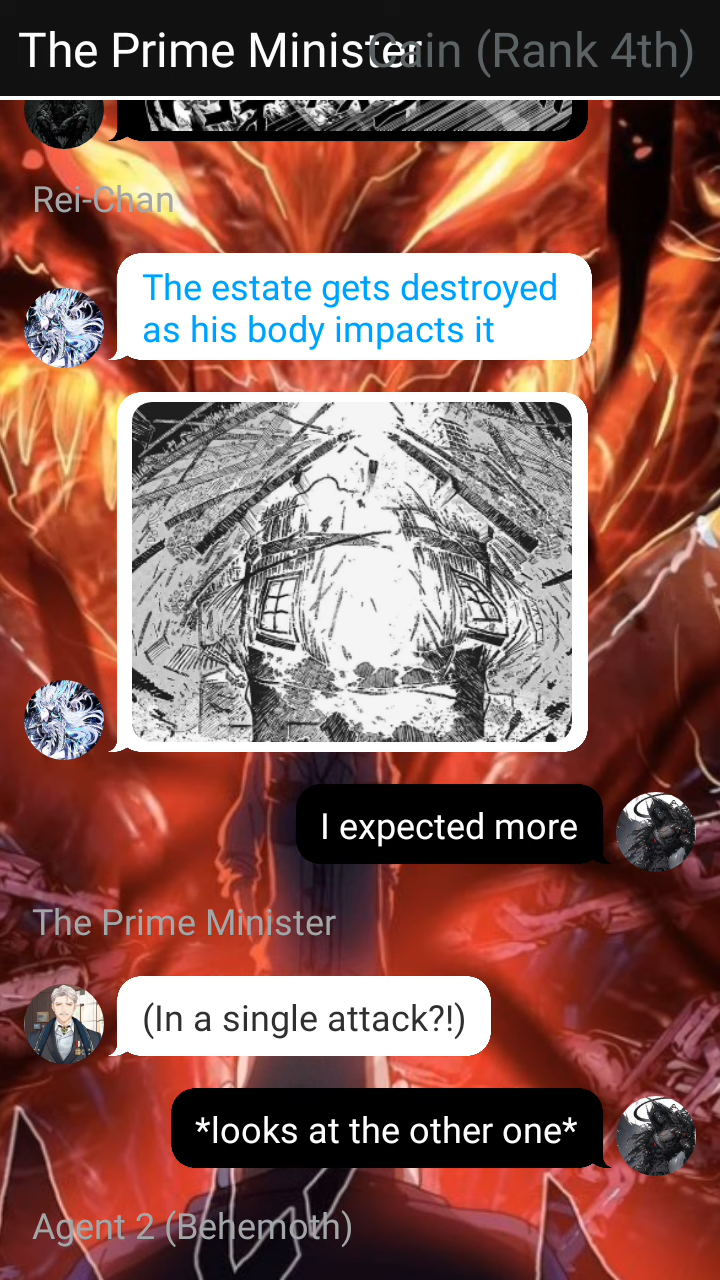 The Prime Minister
Cain (Rank 4th)
Rei-Chan
The estate gets destroyed
as his body impacts it
I expected more
The Prime Minister
(In a single attack?!)
*looks at the other one*
Agent 2 (Behemoth)